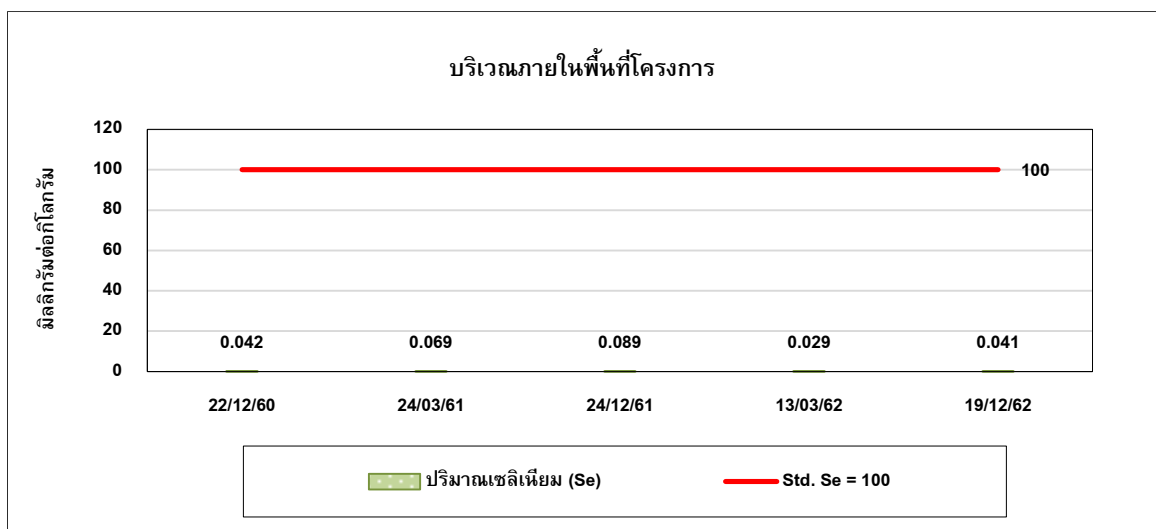 บริเวณภายในพื้นที่โครงการ
มิลลิกรัมต่อกิโลกรัม
120
100
80
60
40
20
0
100
0.042 0.069 0.089 0.029 0.041
22/12/60 24/03/61 24/12/61 13/03/62 19/12/62
ปริมาณเซลิเนียม (Se) Std. Se = 100